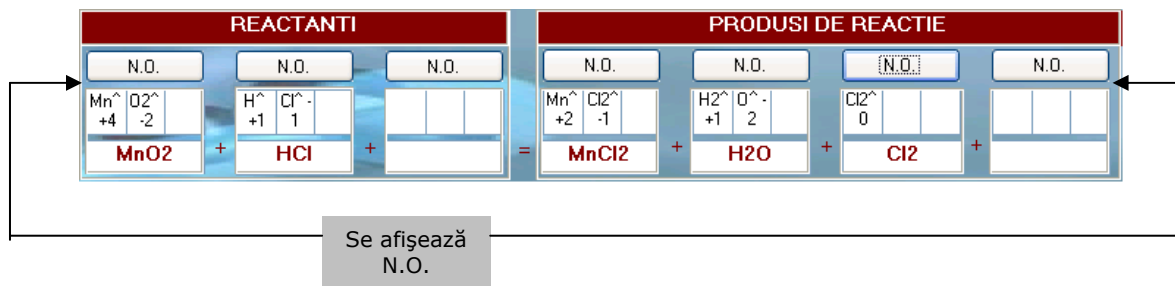 REACTANTI PRODUSI DE REACTIE
N.O. N.O. N.O. N.O. N.O. N.O. N.O.
Mn^ O2^ H^ Cl^ - Mn^ Cl2^ H2^ O^ - Cl2^
+4 -2 +1 1 +2 -1 +1 2 0
MnO2 + HCl + = MnCl2 + H2O + Cl2 +
Se afişează
N.O.